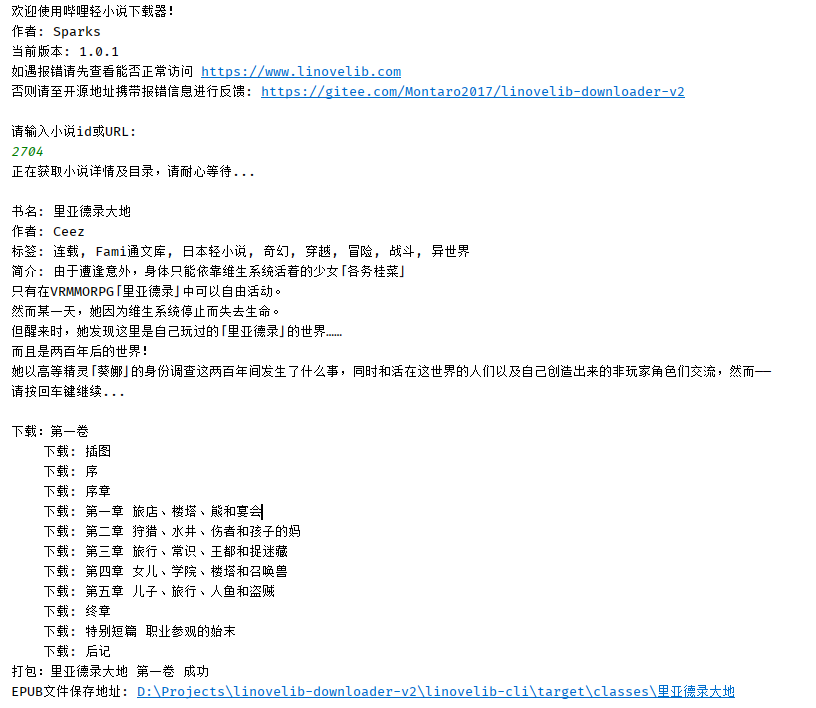 欢迎使用哔哩轻小说下载器!
作者: Sparks
当前版本: 1.0.1
如遇报错请先查看能否正常访问 https://www.linovelib.com
否则请至开源地址携带报错信息进行反馈: https://gitee.com/Montaro2017/linovelib-downloader-v2
请输入小说id或URL:
2704
正在获取小说详情及目录，请耐心等待...
书名: 里亚德录大地
作者: Ceez
标签: 连载, Fami通文库, 日本轻小说, 奇幻, 穿越, 冒险, 战斗, 异世界
简介: 由于遭逢意外，身体只能依靠维生系统活着的少女「各务桂菜」
只有在VRMMORPG「里亚德录」中可以自由活动。
然而某一天，她因为维生系统停止而失去生命。
但醒来时，她发现这里是自己玩过的「里亚德录」的世界……
而且是两百年后的世界!
她以高等精灵「葵娜」的身份调查这两百年间发生了什么事，同时和活在这世界的人们以及自己创造出来的非玩家角色们交流，然而——
请按回车键继续...
下载: 第一卷
下载: 插图
下载: 序
下载: 序章
下载: 第一章 旅店、楼塔、熊和宴会
下载: 第二章 狩猎、水井、伤者和孩子的妈
下载: 第三章 旅行、常识、王都和捉迷藏
下载: 第四章 女儿、学院、楼塔和召唤兽
下载: 第五章 儿子、旅行、人鱼和盗贼
下载: 终章
下载: 特别短篇 职业参观的始末
下载: 后记
打包: 里亚德录大地 第一卷 成功
EPUB文件保存地址: D:\Projects\linovelib-downloader-v2\linovelib-cli\target\classes\里亚德录大地